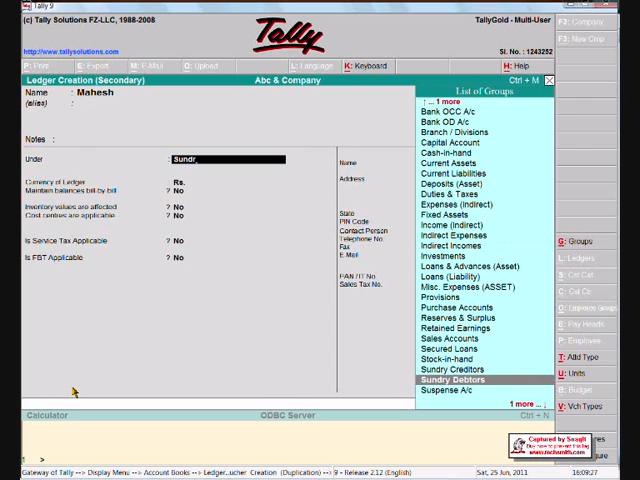 Tally 9
(c) Tally Solutions FZ-LLC, 1988-2008
TallyGold - Multi-User
Tally
http://www.tallysolutions.com
Sl. No. : 1243252
F3: Company
F8: New Cmp
P: Print
E: Export
M: E-Mail
O: Upload
L: Language
K: Keyboard
H: Help
Ledger Creation (Secondary)
Abc & Company
Ctrl + M
Name : Mahesh
(alias) :
Notes :
Under : Sundr
Currency of Ledger : Rs.
Maintain balances bill-by bill ? No
Inventory values are affected ? No
Cost centres are applicable ? No
Is Service Tax Applicable ? No
Is FBT Applicable ? No
Name
Address
State
PIN Code
Contact Person
Telephone No.
Fax
E.Mail
PAN / IT No.
Sales Tax No.
List of Groups
↑ ... 1 more
Bank OCC A/c
Bank OD A/c
Branch / Divisions
Capital Account
Cash-in-hand
Current Assets
Current Liabilities
Deposits (Asset)
Duties & Taxes
Expenses (Indirect)
Fixed Assets
Income (Indirect)
Indirect Expenses
Indirect Incomes
Investments
Loans & Advances (Asset)
Loans (Liability)
Misc. Expenses (ASSET)
Provisions
Purchase Accounts
Reserves & Surplus
Retained Earnings
Sales Accounts
Secured Loans
Stock-in-hand
Sundry Creditors
Sundry Debtors
Suspense A/c
1 more ... ↓
G: Groups
L: Ledgers
S: Cst Cat
C: Cst Ctr
E: Pay Heads
P: Employee
T: Attd Type
U: Units
B: Budget
V: Vch Types
Calculator
ODBC Server
Ctrl + N
1 >
Captured by SnagIt
Buy now to prevent this tag
www.techsmith.com
Gateway of Tally --> Display Menu --> Account Books --> Ledger...ucher Creation (Duplication)
9 - Release 2.12 (English)
Sat, 25 Jun, 2011
16:09:27